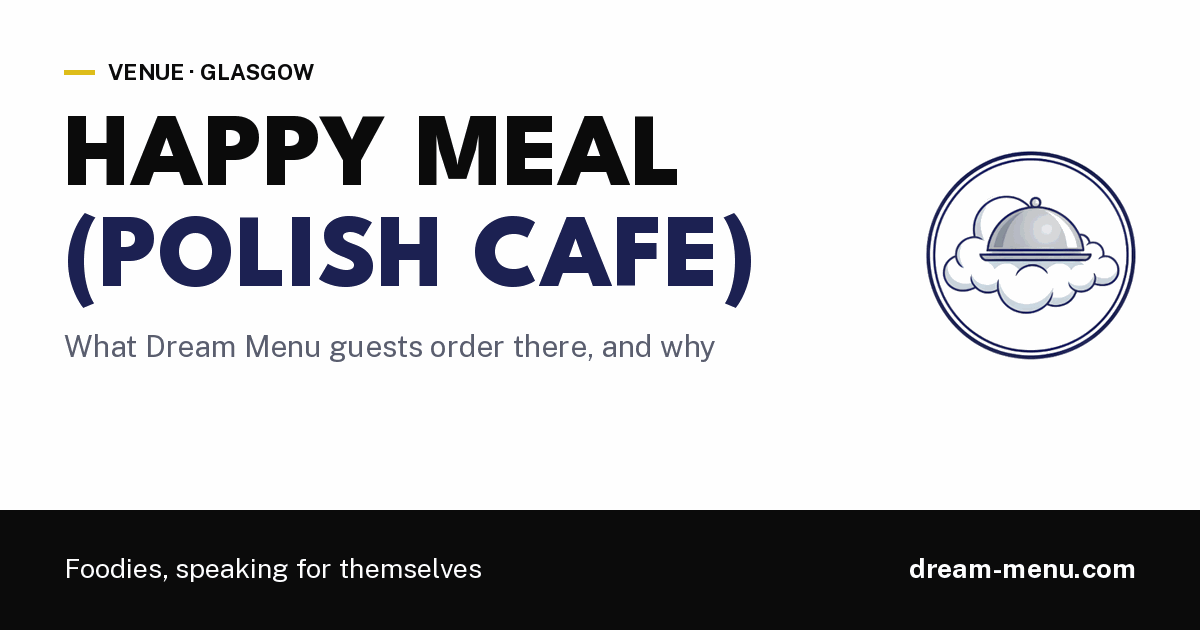 VENUE · GLASGOW
HAPPY MEAL
(POLISH CAFE)
What Dream Menu guests order there, and why
Foodies, speaking for themselves
dream-menu.com